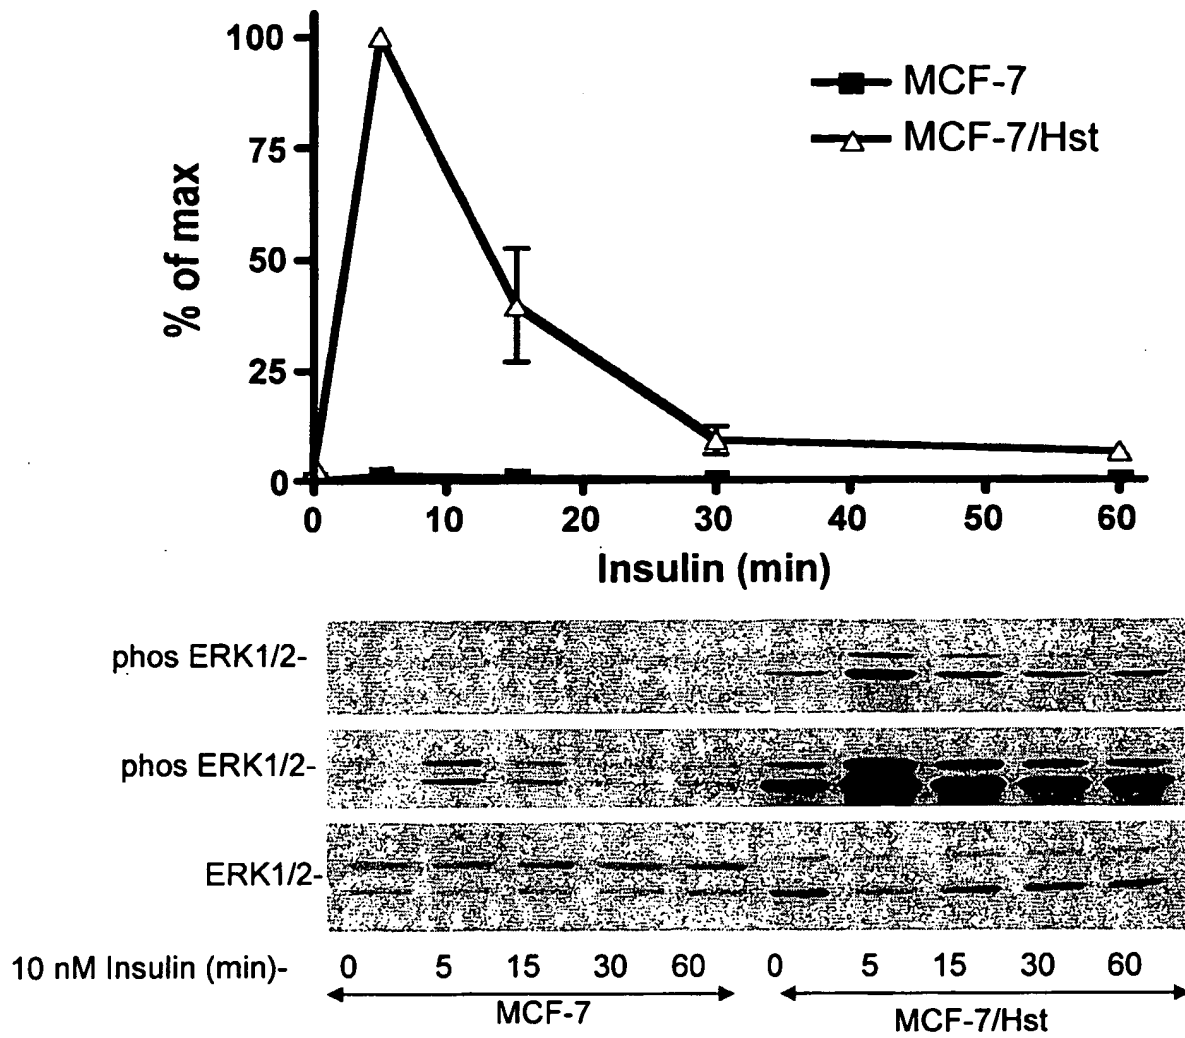 100
75
50
25
0
% of max
MCF-7
MCF-7/Hst
0 10 20 30 40 50 60
Insulin (min)
phos ERK1/2-
phos ERK1/2-
ERK1/2-
10 nM Insulin (min)- 0 5 15 30 60 0 5 15 30 60
MCF-7 MCF-7/Hst